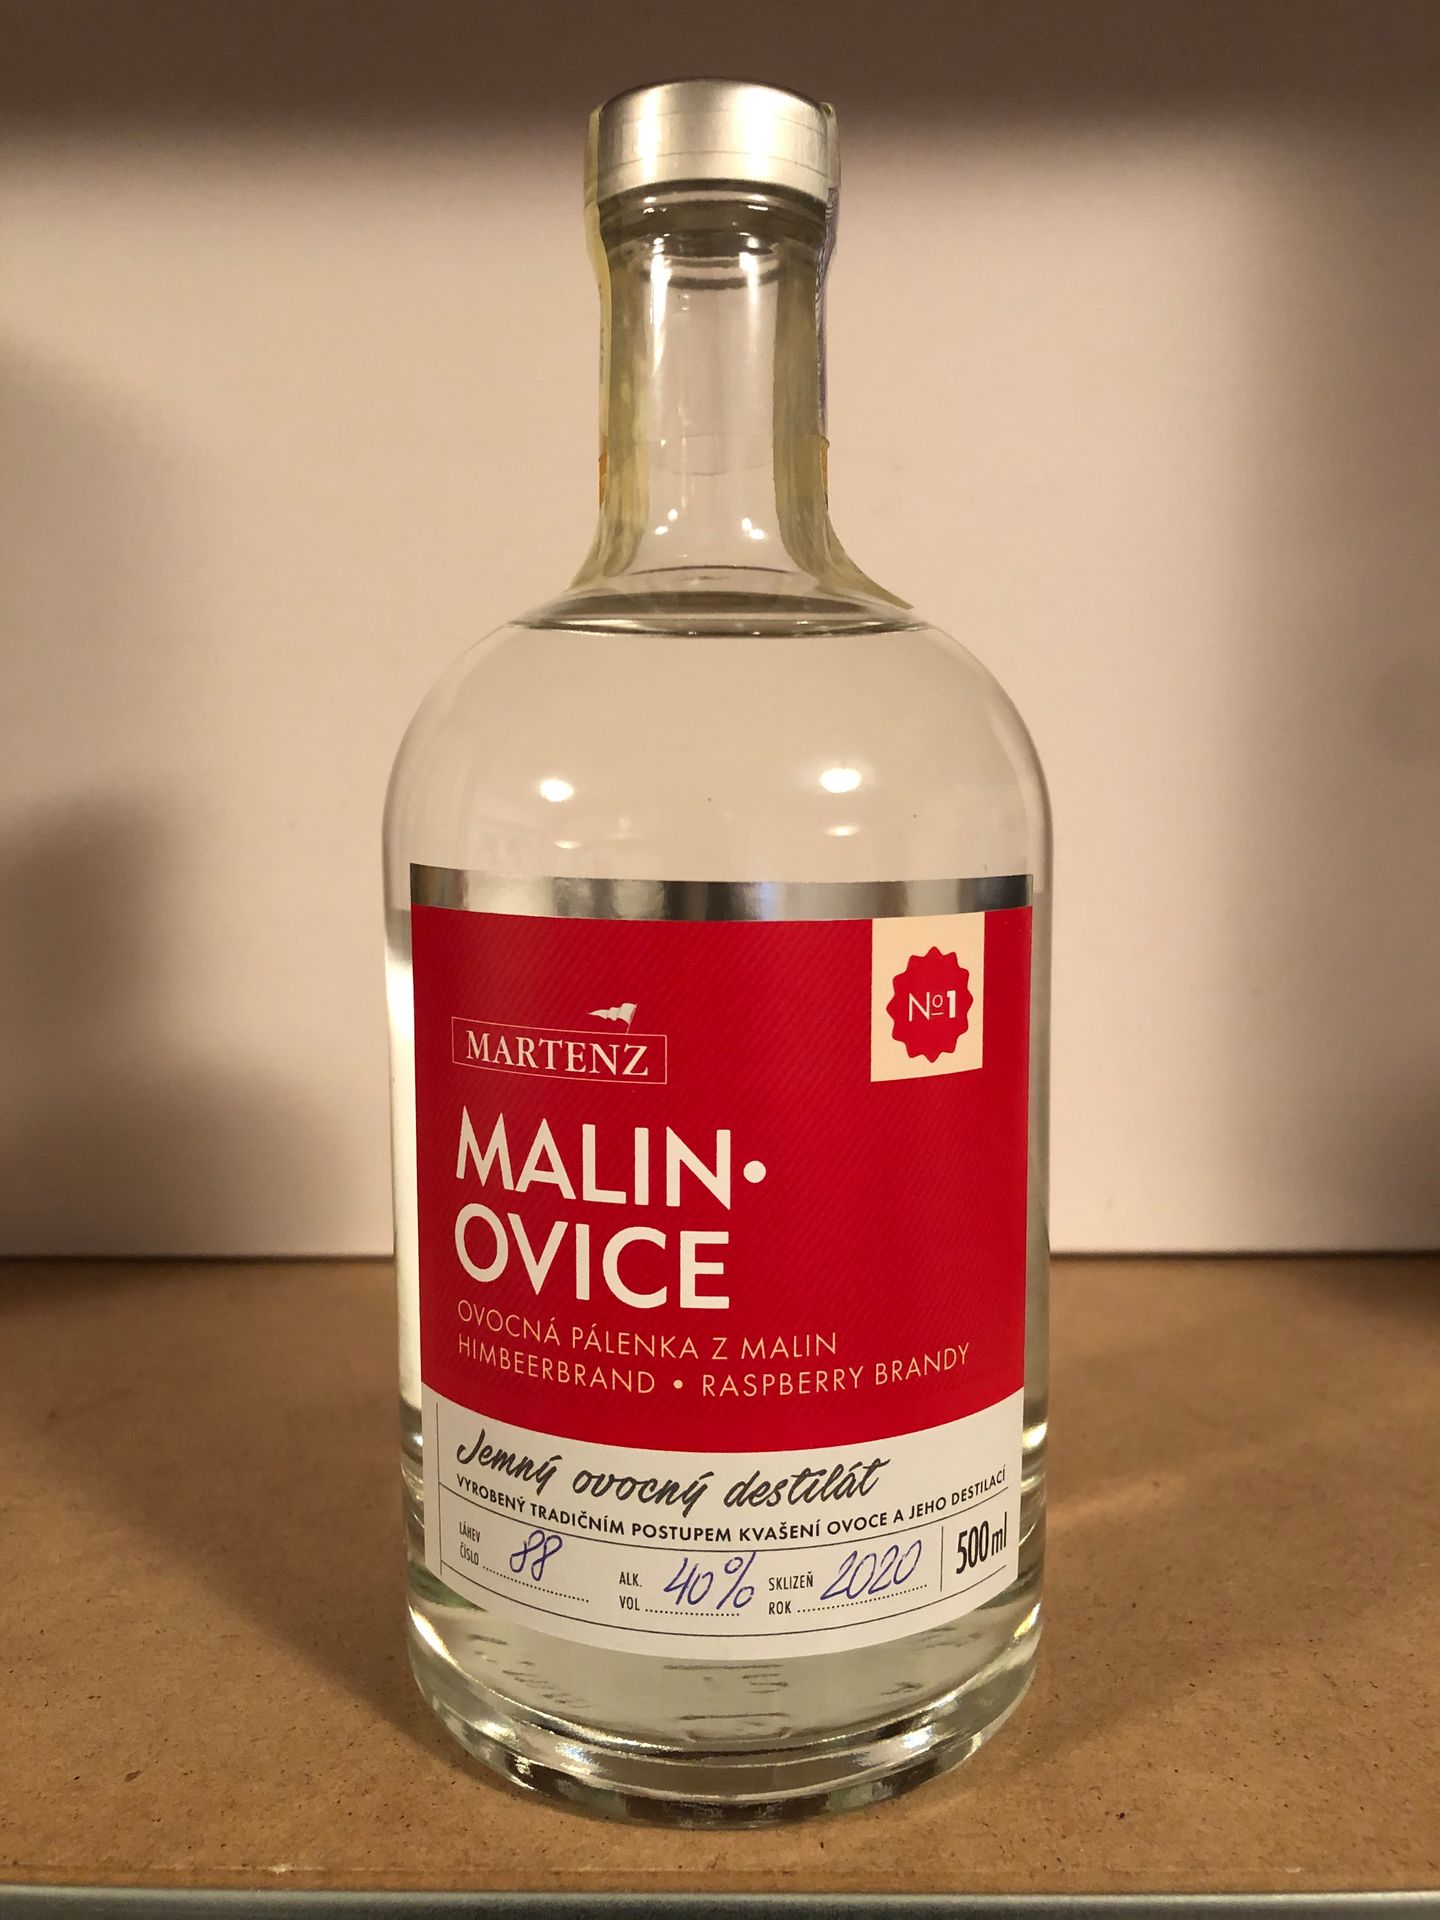 MARTENZ
Nº1
MALIN•
OVICE
OVOCNÁ PÁLENKA Z MALIN
HIMBEERBRAND • RASPBERRY BRANDY
Jemný ovocný destilát
VYROBENÝ TRADIČNÍM POSTUPEM KVAŠENÍ OVOCE A JEHO DESTILACÍ
LÁHEV
ČÍSLO 88
ALK.
VOL 40%
SKLIZEŇ
ROK 2020
500 ml